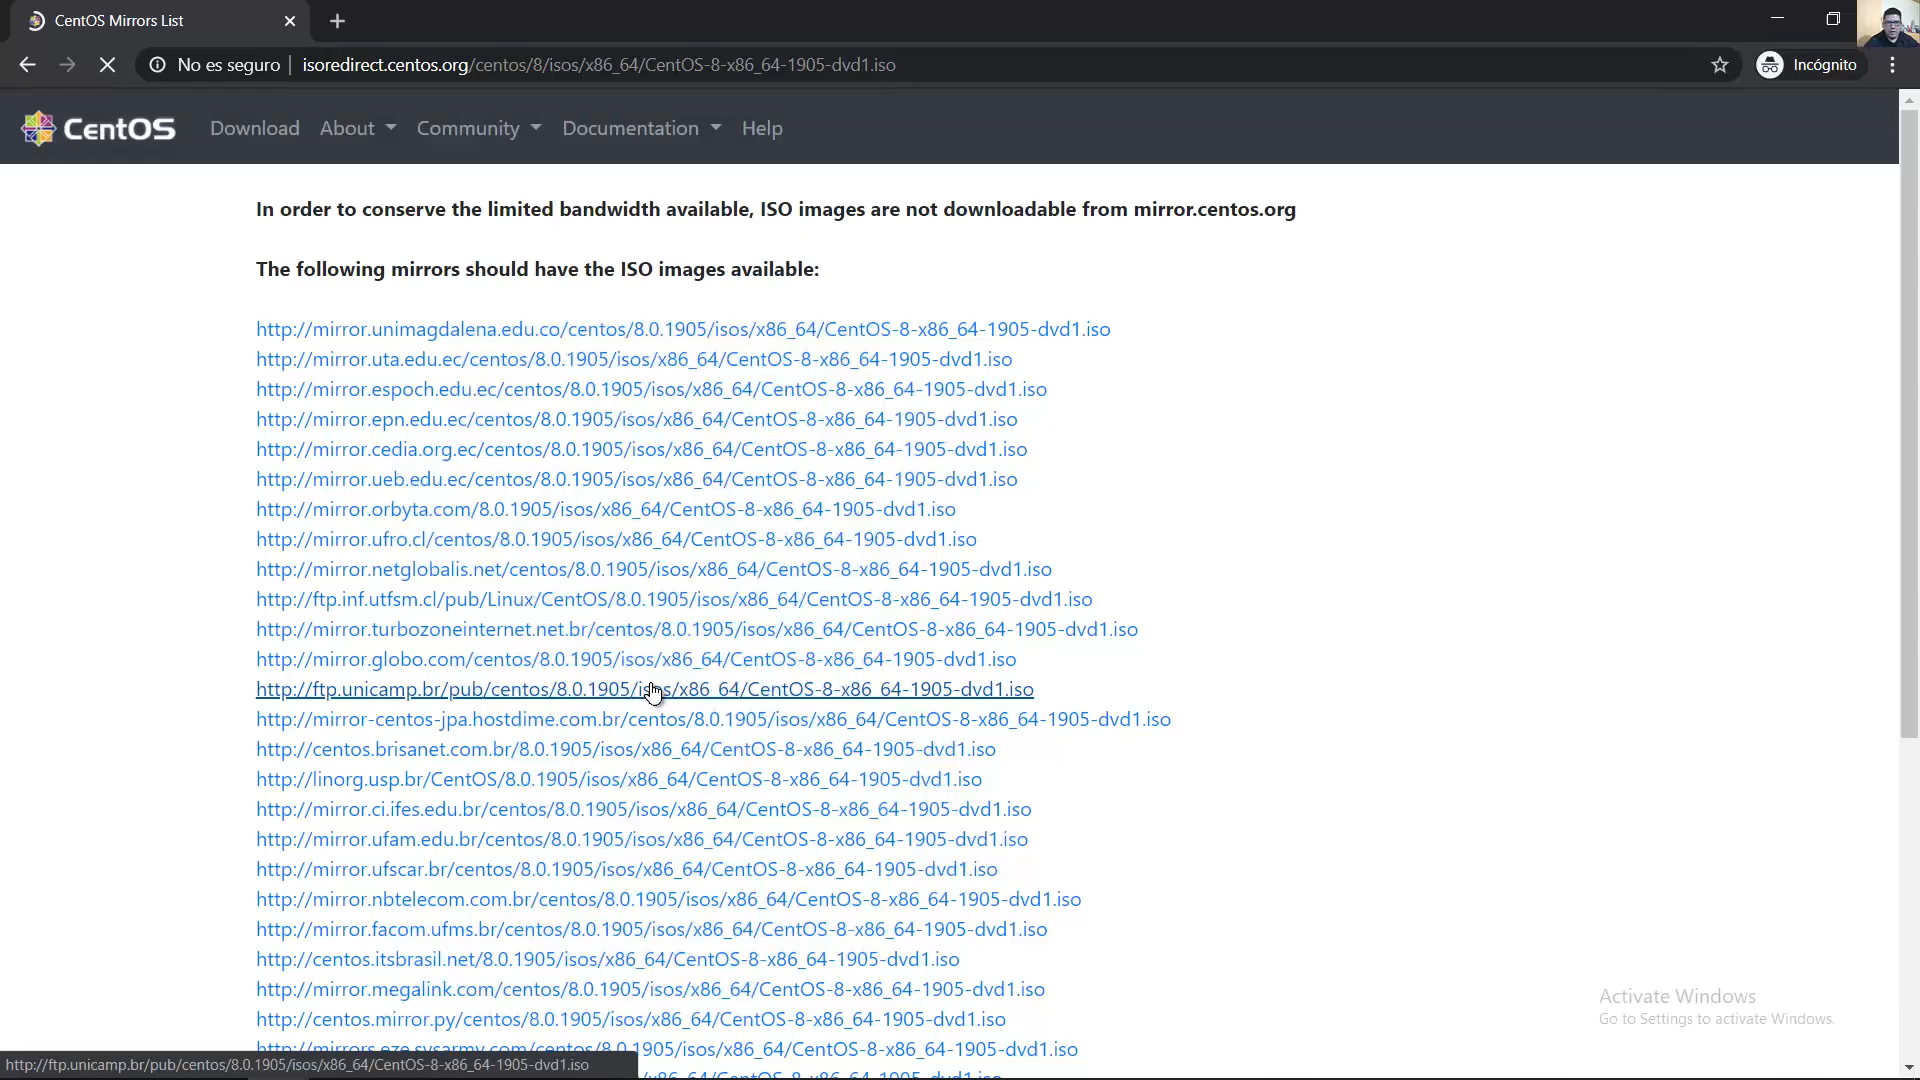 CentOS Mirrors List
No es seguro | isoredirect.centos.org/centos/8/isos/x86_64/CentOS-8-x86_64-1905-dvd1.iso
Incógnito
CentOS Download About Community Documentation Help
In order to conserve the limited bandwidth available, ISO images are not downloadable from mirror.centos.org
The following mirrors should have the ISO images available:
http://mirror.unimagdalena.edu.co/centos/8.0.1905/isos/x86_64/CentOS-8-x86_64-1905-dvd1.iso
http://mirror.uta.edu.ec/centos/8.0.1905/isos/x86_64/CentOS-8-x86_64-1905-dvd1.iso
http://mirror.espoch.edu.ec/centos/8.0.1905/isos/x86_64/CentOS-8-x86_64-1905-dvd1.iso
http://mirror.epn.edu.ec/centos/8.0.1905/isos/x86_64/CentOS-8-x86_64-1905-dvd1.iso
http://mirror.cedia.org.ec/centos/8.0.1905/isos/x86_64/CentOS-8-x86_64-1905-dvd1.iso
http://mirror.ueb.edu.ec/centos/8.0.1905/isos/x86_64/CentOS-8-x86_64-1905-dvd1.iso
http://mirror.orbyta.com/8.0.1905/isos/x86_64/CentOS-8-x86_64-1905-dvd1.iso
http://mirror.ufro.cl/centos/8.0.1905/isos/x86_64/CentOS-8-x86_64-1905-dvd1.iso
http://mirror.netglobalis.net/centos/8.0.1905/isos/x86_64/CentOS-8-x86_64-1905-dvd1.iso
http://ftp.inf.utfsm.cl/pub/Linux/CentOS/8.0.1905/isos/x86_64/CentOS-8-x86_64-1905-dvd1.iso
http://mirror.turbozoneinternet.net.br/centos/8.0.1905/isos/x86_64/CentOS-8-x86_64-1905-dvd1.iso
http://mirror.globo.com/centos/8.0.1905/isos/x86_64/CentOS-8-x86_64-1905-dvd1.iso
http://ftp.unicamp.br/pub/centos/8.0.1905/isos/x86_64/CentOS-8-x86_64-1905-dvd1.iso
http://mirror-centos-jpa.hostdime.com.br/centos/8.0.1905/isos/x86_64/CentOS-8-x86_64-1905-dvd1.iso
http://centos.brisanet.com.br/8.0.1905/isos/x86_64/CentOS-8-x86_64-1905-dvd1.iso
http://linorg.usp.br/CentOS/8.0.1905/isos/x86_64/CentOS-8-x86_64-1905-dvd1.iso
http://mirror.ci.ifes.edu.br/centos/8.0.1905/isos/x86_64/CentOS-8-x86_64-1905-dvd1.iso
http://mirror.ufam.edu.br/centos/8.0.1905/isos/x86_64/CentOS-8-x86_64-1905-dvd1.iso
http://mirror.ufscar.br/centos/8.0.1905/isos/x86_64/CentOS-8-x86_64-1905-dvd1.iso
http://mirror.nbtelecom.com.br/centos/8.0.1905/isos/x86_64/CentOS-8-x86_64-1905-dvd1.iso
http://mirror.facom.ufms.br/centos/8.0.1905/isos/x86_64/CentOS-8-x86_64-1905-dvd1.iso
http://centos.itsbrasil.net/8.0.1905/isos/x86_64/CentOS-8-x86_64-1905-dvd1.iso
http://mirror.megalink.com/centos/8.0.1905/isos/x86_64/CentOS-8-x86_64-1905-dvd1.iso
http://centos.mirror.py/centos/8.0.1905/isos/x86_64/CentOS-8-x86_64-1905-dvd1.iso
http://mirrors.eze.sysarmy.com/centos/8.0.1905/isos/x86_64/CentOS-8-x86_64-1905-dvd1.iso
Activate Windows
Go to Settings to activate Windows.
http://ftp.unicamp.br/pub/centos/8.0.1905/isos/x86_64/CentOS-8-x86_64-1905-dvd1.iso